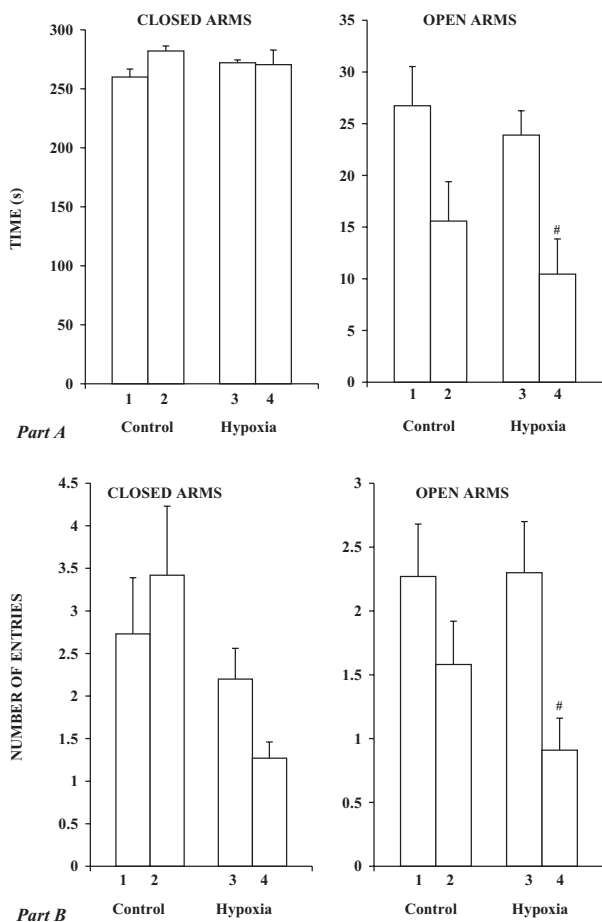 CLOSED ARMS
OPEN ARMS
300
250
200
150
100
50
0
TIME (s)
35
30
25
20
15
10
5
0
#
1 2 3 4
Control Hypoxia
1 2 3 4
Control Hypoxia
Part A
CLOSED ARMS
OPEN ARMS
4.5
4
3.5
3
2.5
2
1.5
1
0.5
0
NUMBER OF ENTRIES
3
2.5
2
1.5
1
0.5
0
#
1 2 3 4
Control Hypoxia
1 2 3 4
Control Hypoxia
Part B